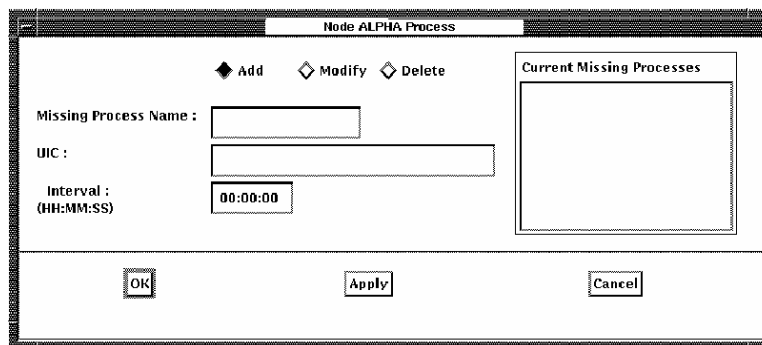 Node ALPHA Process
Add Modify Delete
Current Missing Processes
Missing Process Name :
UIC :
Interval :
(HH:MM:SS)
00:00:00
OK Apply Cancel